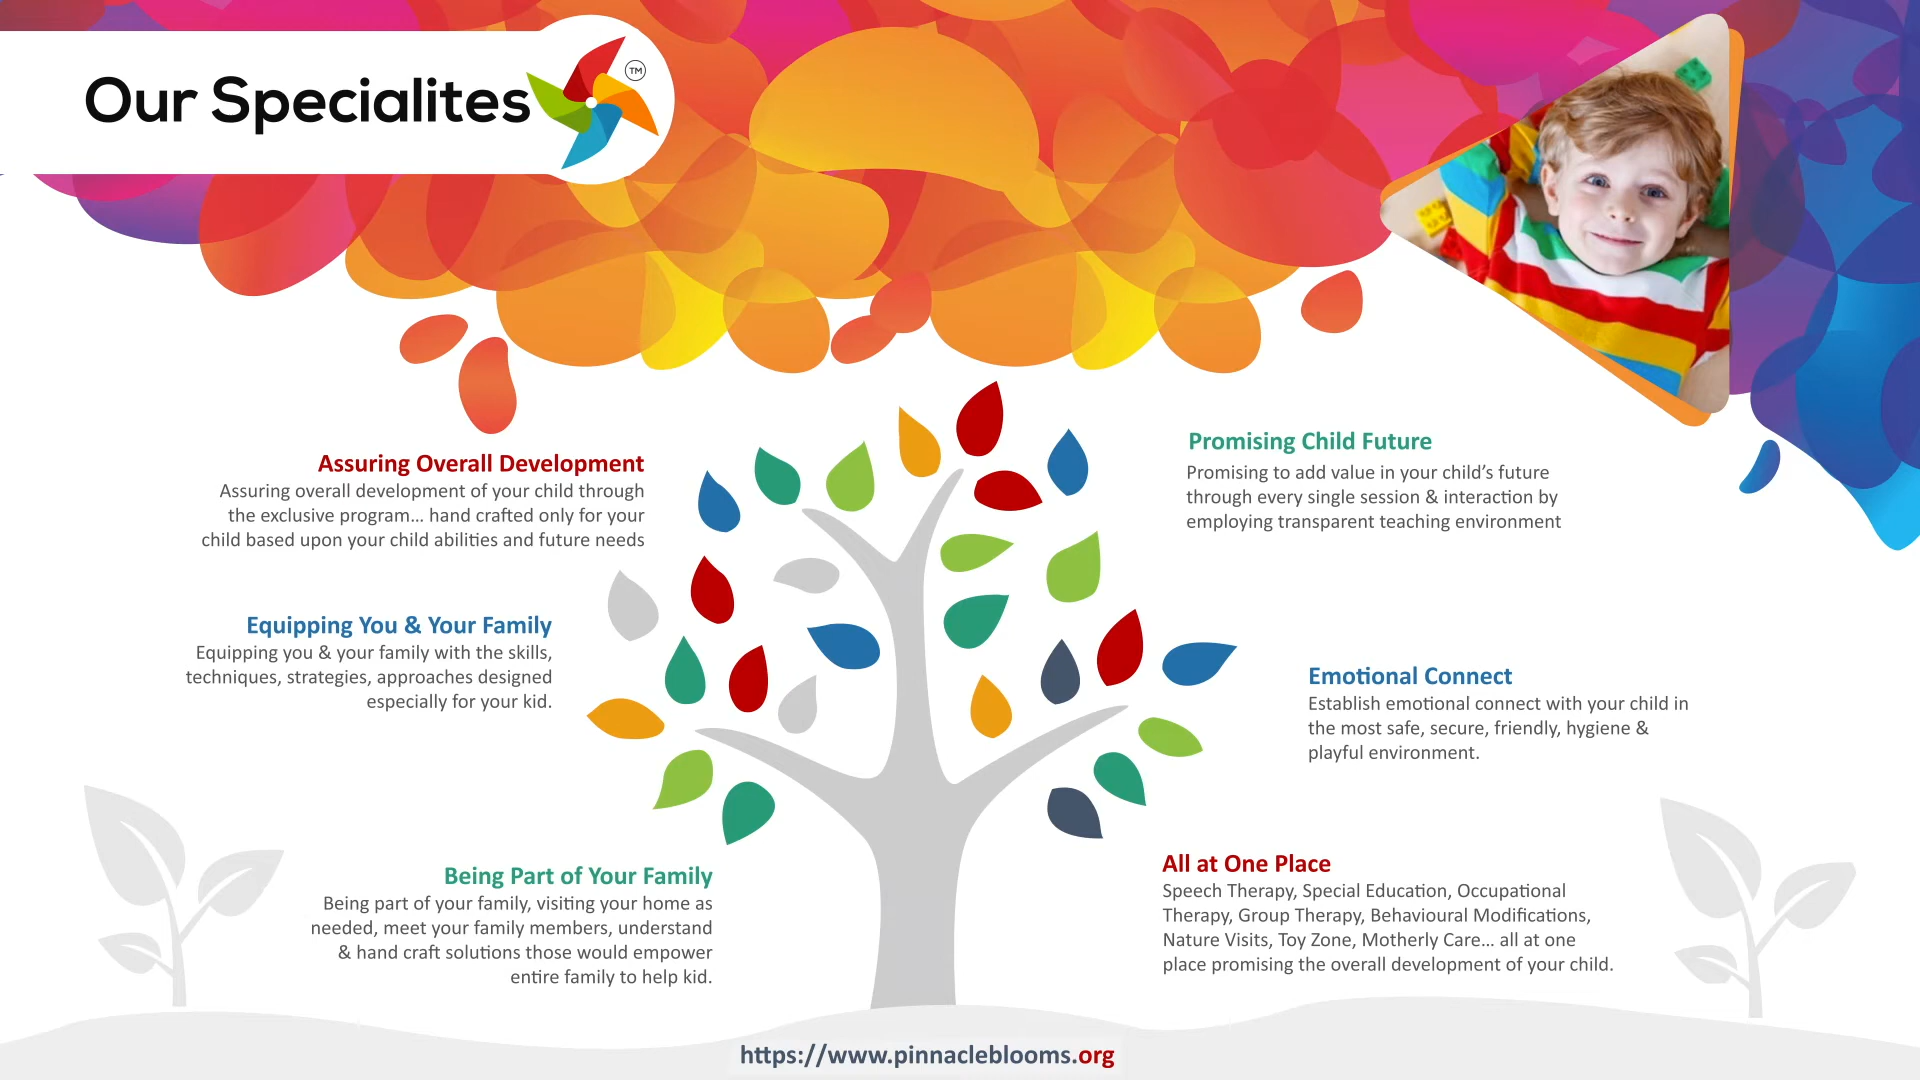 Our Specialites
TM
Assuring Overall Development
Assuring overall development of your child through
the exclusive program... hand crafted only for your
child based upon your child abilities and future needs
Equipping You & Your Family
Equipping you & your family with the skills,
techniques, strategies, approaches designed
especially for your kid.
Being Part of Your Family
Being part of your family, visiting your home as
needed, meet your family members, understand
& hand craft solutions those would empower
entire family to help kid.
Promising Child Future
Promising to add value in your child’s future
through every single session & interaction by
employing transparent teaching environment
Emotional Connect
Establish emotional connect with your child in
the most safe, secure, friendly, hygiene &
playful environment.
All at One Place
Speech Therapy, Special Education, Occupational
Therapy, Group Therapy, Behavioural Modifications,
Nature Visits, Toy Zone, Motherly Care... all at one
place promising the overall development of your child.
https://www.pinnacleblooms.org